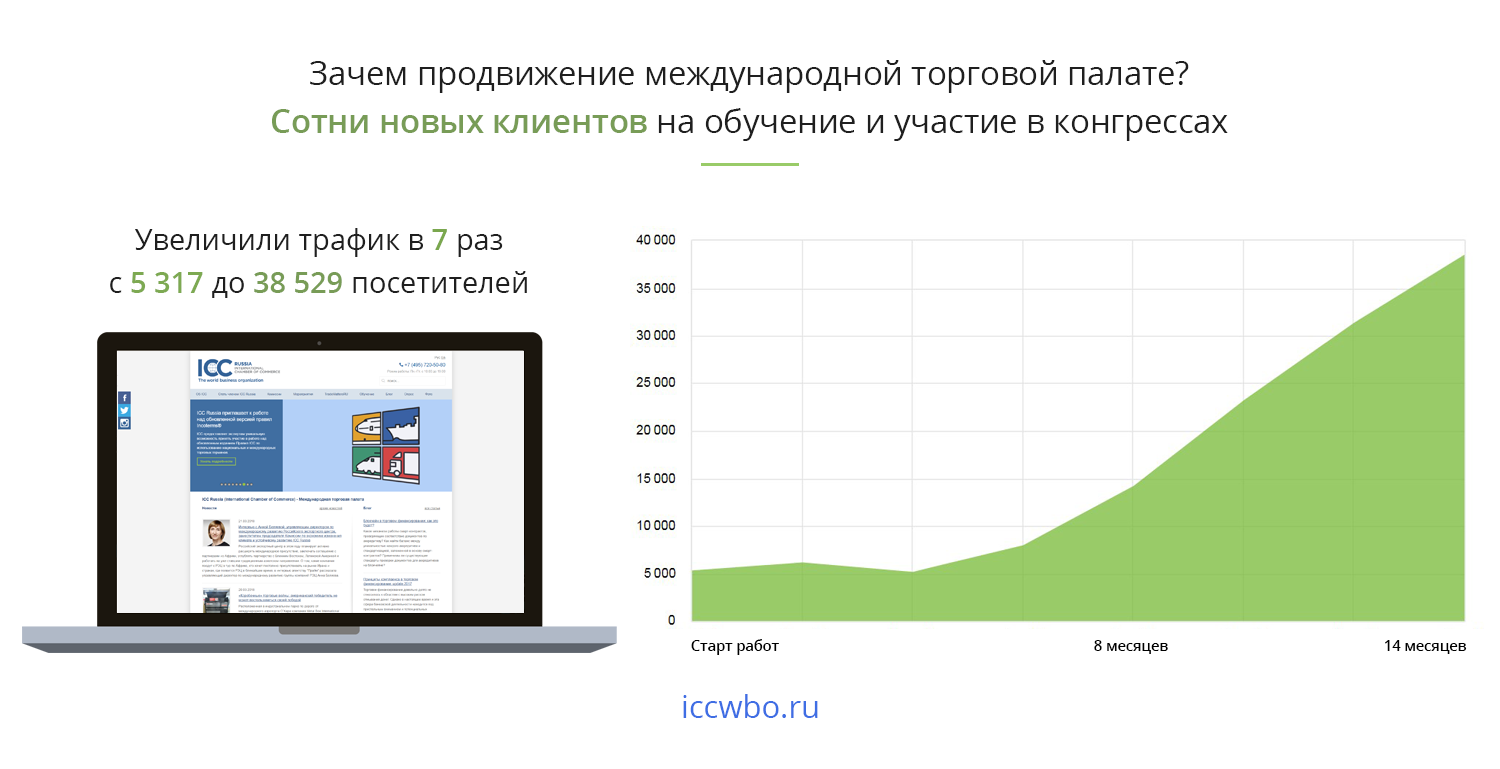 Зачем продвижение международной торговой палате?
Сотни новых клиентов на обучение и участие в конгрессах
Увеличили трафик в 7 раз
с 5 317 до 38 529 посетителей
ICC RUSSIA
INTERNATIONAL
CHAMBER OF COMMERCE
The world business organization
+7 (495) 720-50-80
ICC Russia приглашает к работе
над обновленной версией правил
Incoterms®
ICC Russia (International Chamber of Commerce) - Международная торговая палата
Новости
Блог
40 000
35 000
30 000
25 000
20 000
15 000
10 000
5 000
0
Старт работ
8 месяцев
14 месяцев
iccwbo.ru